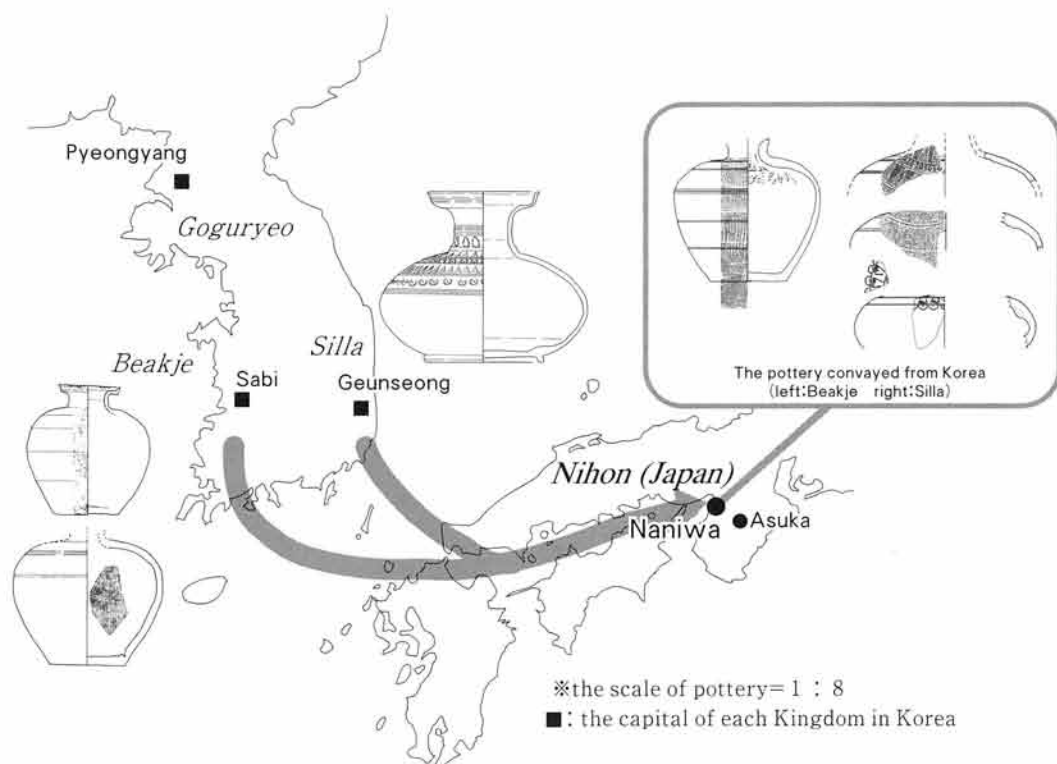 Pyeongyang
Goguryeo
Beakje
Silla
Sabi
Geunseong
The pottery convayed from Korea
(left:Beakje right:Silla)
Nihon (Japan)
Naniwa
Asuka
※the scale of pottery=1:8
■: the capital of each Kingdom in Korea